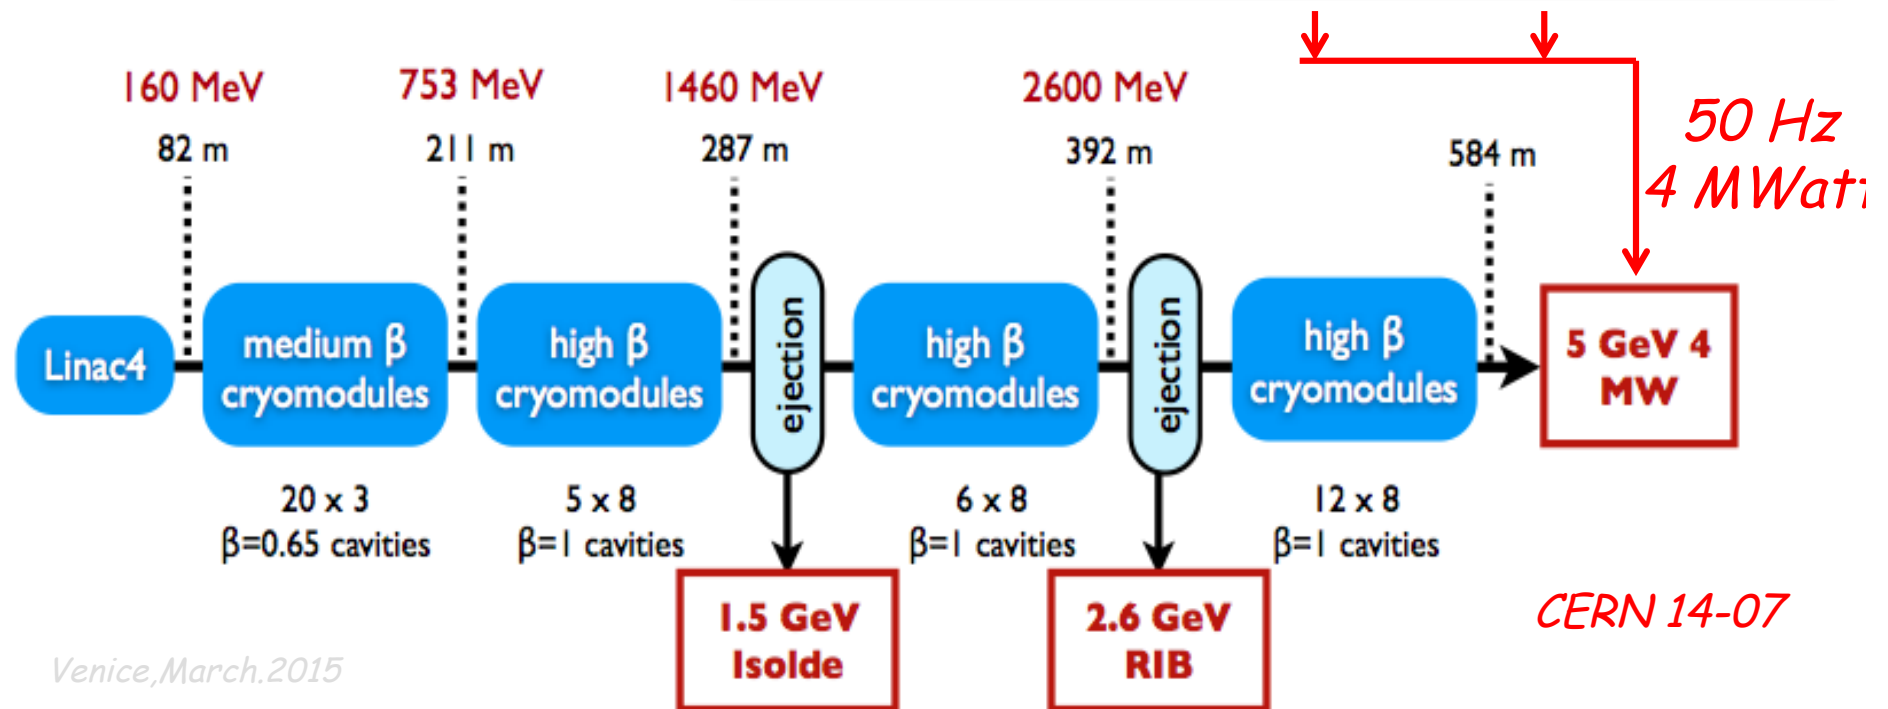 160 MeV
753 MeV
1460 MeV
2600 MeV
82 m
211 m
287 m
392 m
584 m
50 Hz
4 MWatt
Linac4
medium β
cryomodules
high β
cryomodules
ejection
high β
cryomodules
ejection
high β
cryomodules
5 GeV 4
MW
20 x 3
β=0.65 cavities
5 x 8
β=1 cavities
6 x 8
β=1 cavities
12 x 8
β=1 cavities
1.5 GeV
Isolde
2.6 GeV
RIB
CERN 14-07
Venice,March.2015